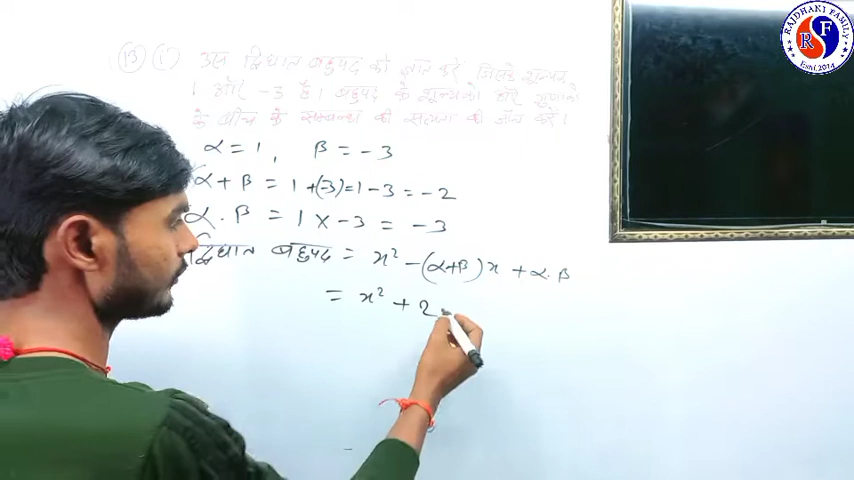 (13) (i) उस द्विघात बहुपद को ज्ञात करें जिसके शून्यक
1 और -3 है। बहुपद के शून्यकों और गुणांकों
के बीच के सम्बन्ध की सत्यता की जाँच करें।
α = 1, β = -3
α + β = 1 + (-3) = 1 - 3 = -2
α . β = 1 × -3 = -3
द्विघात बहुपद = x² - (α+β)x + α.β
= x² + 2
RAJDHANI FAMILY
SF
Estd. 2014